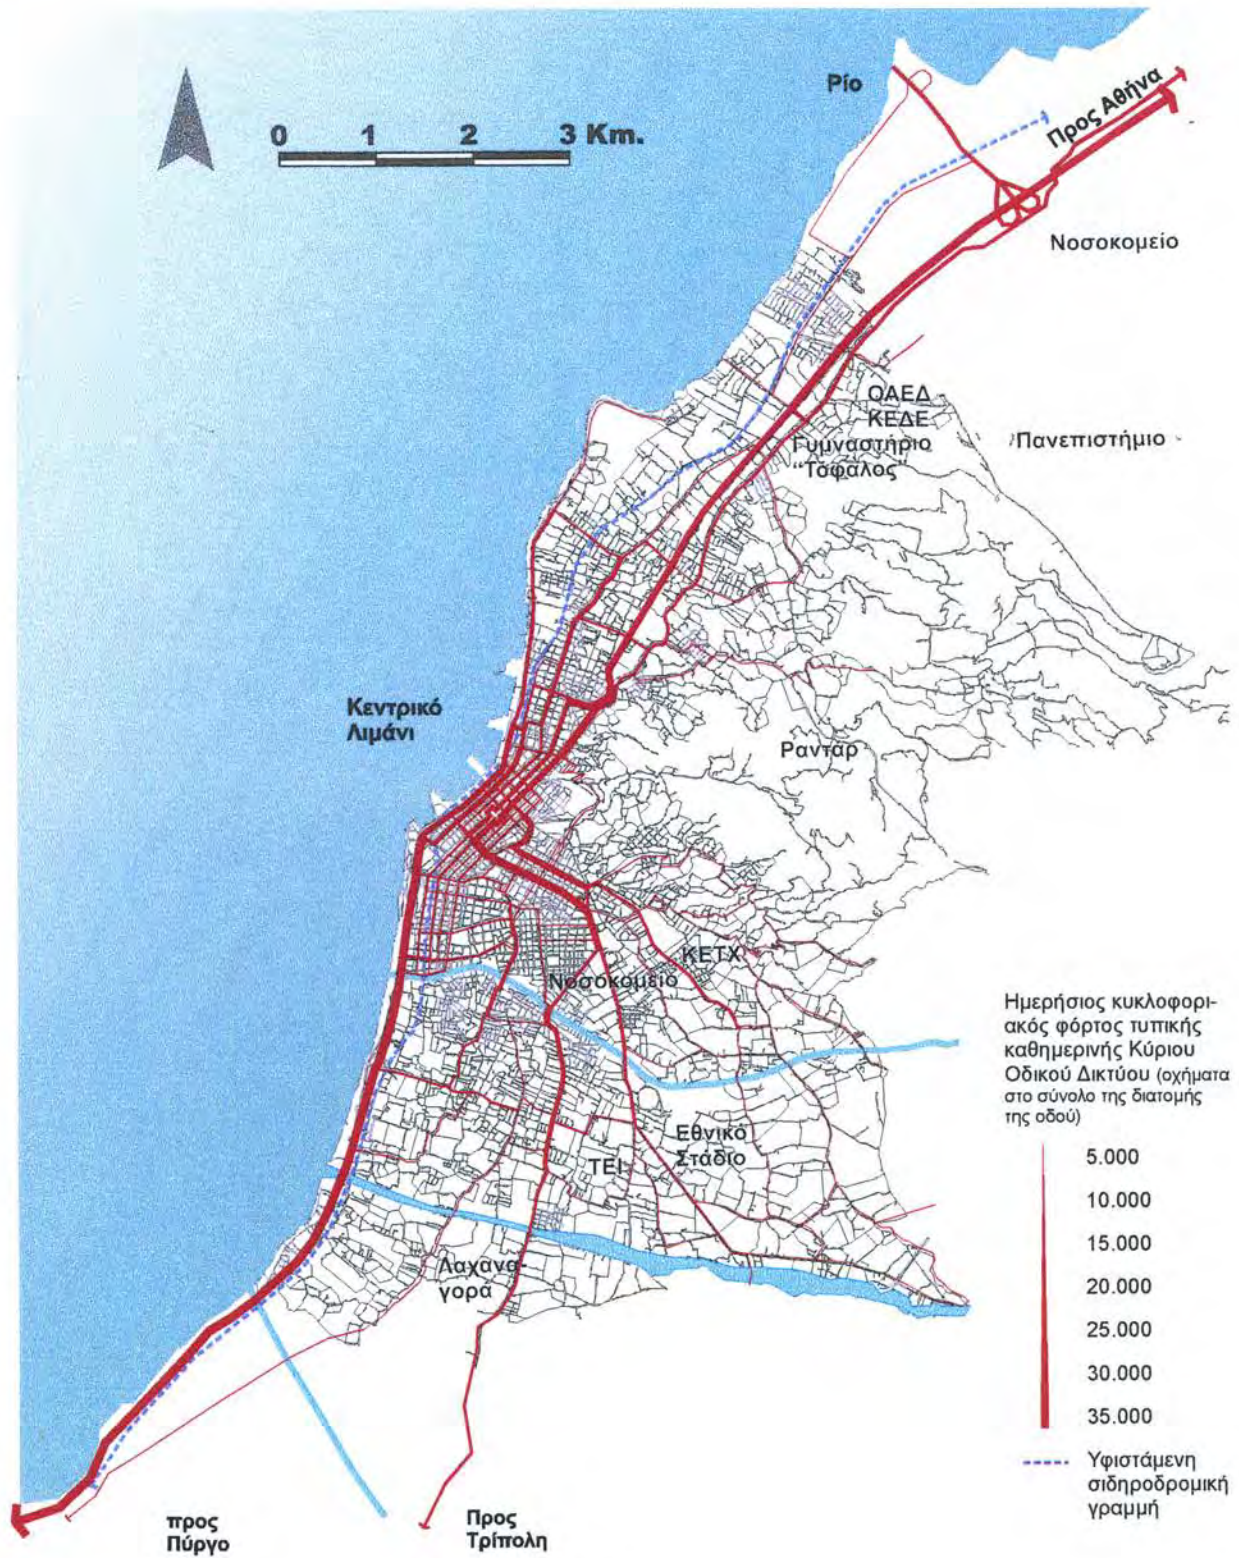 Ρίο
Προς Αθήνα
0 1 2 3 Km.
Νοσοκομείο
ΟΑΕΔ
ΚΕΔΕ
Γυμναστήριο
“Τόφαλος”
Πανεπιστήμιο
Κεντρικό
Λιμάνι
Ραντάρ
ΚΕΤΧ
Νοσοκομείο
Ημερήσιος κυκλοφορι-
ακός φόρτος τυπικής
καθημερινής Κύριου
Οδικού Δικτύου (οχήματα
στο σύνολο της διατομής
της οδού)
Εθνικό
Στάδιο
ΤΕΙ
5.000
10.000
15.000
20.000
25.000
30.000
35.000
Λαχανα-
γορά
Υφιστάμενη
σιδηροδρομική
γραμμή
προς
Πύργο
Προς
Τρίπολη